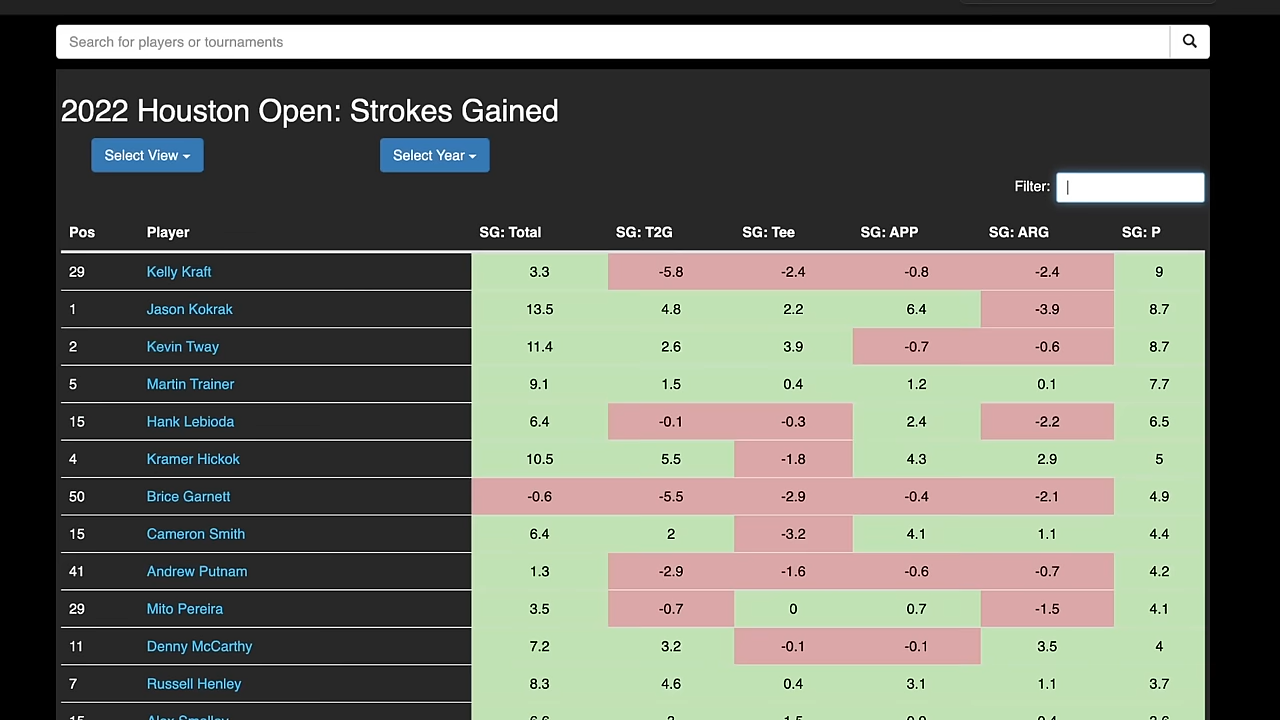 Search for players or tournaments
2022 Houston Open: Strokes Gained
Select View Select Year
Filter:
Pos Player SG: Total SG: T2G SG: Tee SG: APP SG: ARG SG: P
29 Kelly Kraft 3.3 -5.8 -2.4 -0.8 -2.4 9
1 Jason Kokrak 13.5 4.8 2.2 6.4 -3.9 8.7
2 Kevin Tway 11.4 2.6 3.9 -0.7 -0.6 8.7
5 Martin Trainer 9.1 1.5 0.4 1.2 0.1 7.7
15 Hank Lebioda 6.4 -0.1 -0.3 2.4 -2.2 6.5
4 Kramer Hickok 10.5 5.5 -1.8 4.3 2.9 5
50 Brice Garnett -0.6 -5.5 -2.9 -0.4 -2.1 4.9
15 Cameron Smith 6.4 2 -3.2 4.1 1.1 4.4
41 Andrew Putnam 1.3 -2.9 -1.6 -0.6 -0.7 4.2
29 Mito Pereira 3.5 -0.7 0 0.7 -1.5 4.1
11 Denny McCarthy 7.2 3.2 -0.1 -0.1 3.5 4
7 Russell Henley 8.3 4.6 0.4 3.1 1.1 3.7
15 Alex Smalley